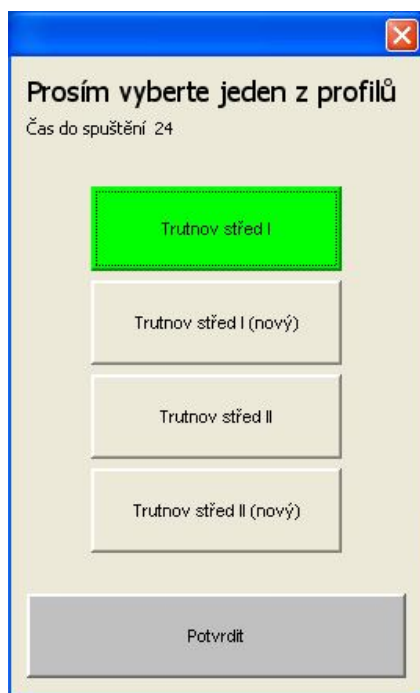 Prosím vyberte jeden z profilů
Čas do spuštění 24
Trutnov střed I
Trutnov střed I (nový)
Trutnov střed II
Trutnov střed II (nový)
Potvrdit